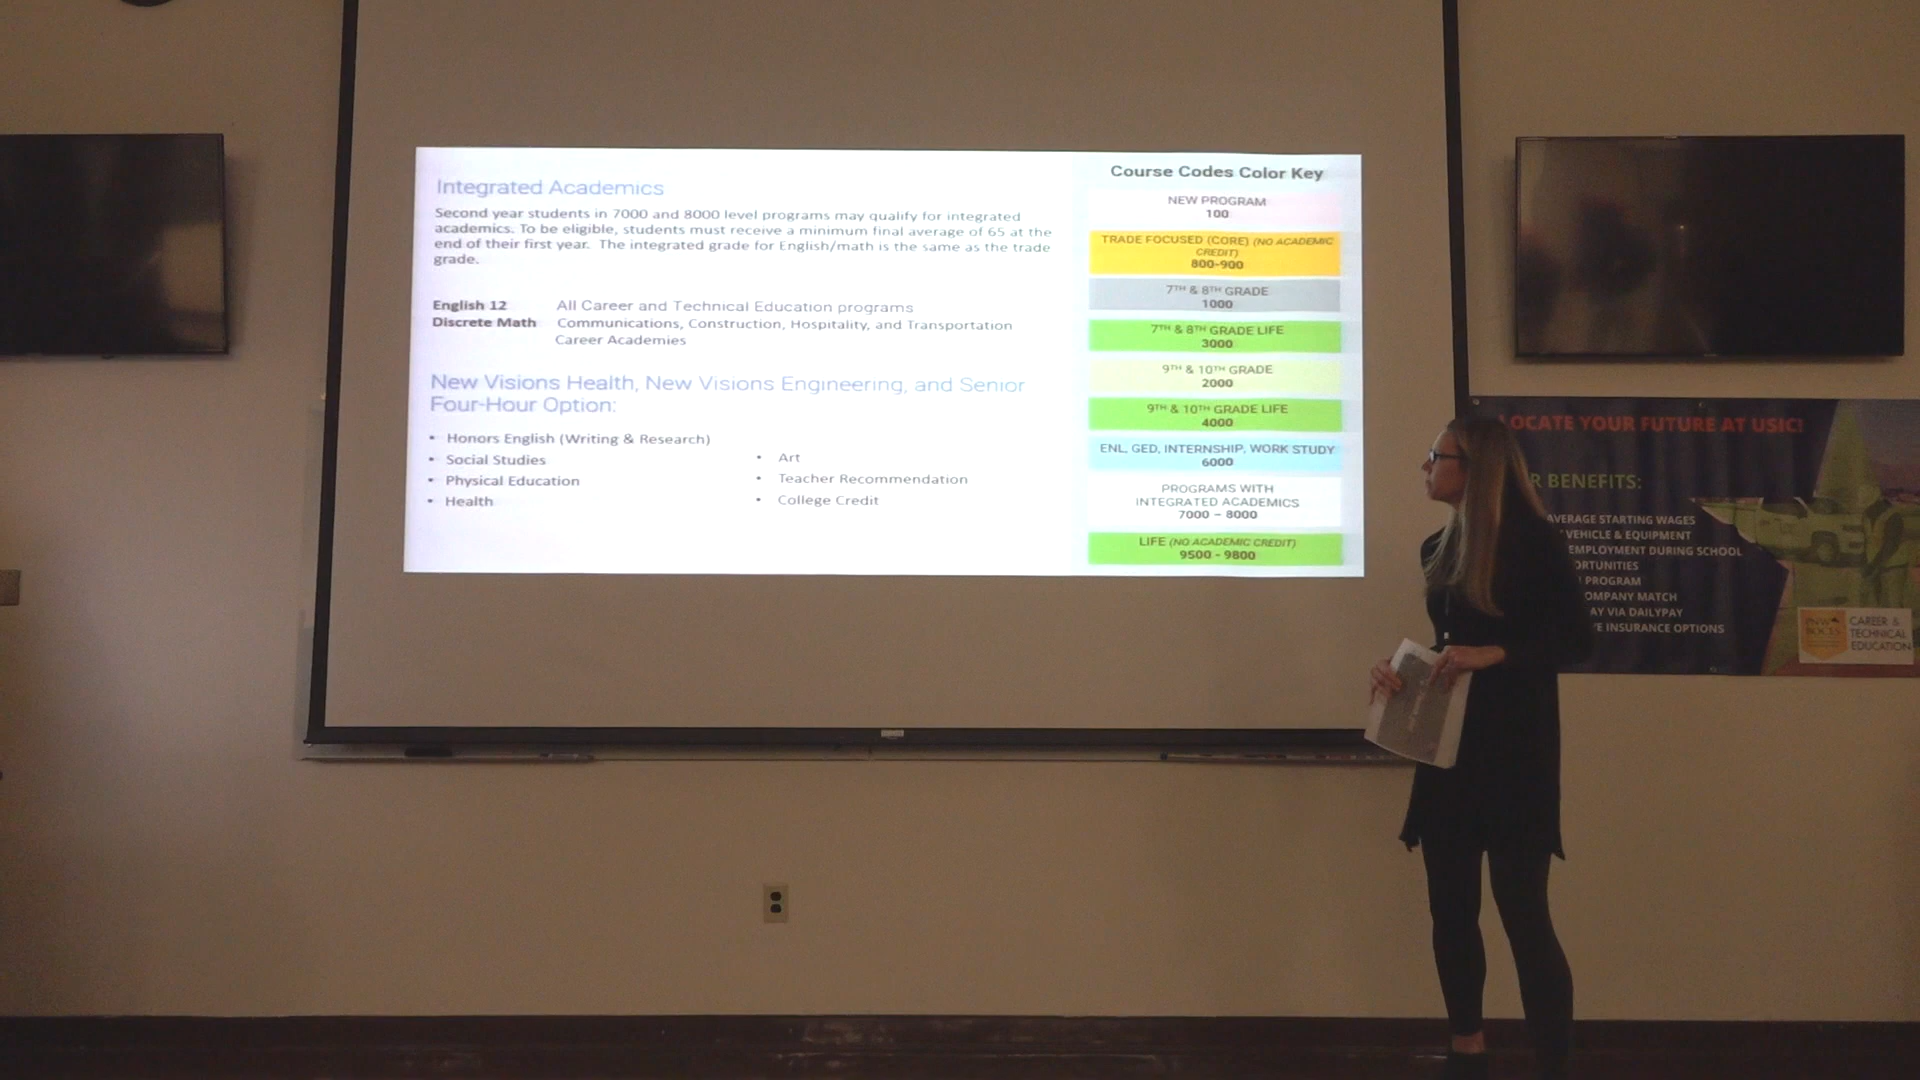 Integrated Academics
Second year students in 7000 and 8000 level programs may qualify for integrated
academics. To be eligible, students must receive a minimum final average of 65 at the
end of their first year. The integrated grade for English/math is the same as the trade
grade.
English 12 All Career and Technical Education programs
Discrete Math Communications, Construction, Hospitality, and Transportation
Career Academies
New Visions Health, New Visions Engineering, and Senior
Four-Hour Option:
• Honors English (Writing & Research)
• Social Studies
• Physical Education
• Health
• Art
• Teacher Recommendation
• College Credit
Course Codes Color Key
NEW PROGRAM
100
TRADE FOCUSED (CORE) (NO ACADEMIC
CREDIT)
800-900
7TH & 8TH GRADE
1000
7TH & 8TH GRADE LIFE
3000
9TH & 10TH GRADE
2000
9TH & 10TH GRADE LIFE
4000
ENL, GED, INTERNSHIP, WORK STUDY
6000
PROGRAMS WITH
INTEGRATED ACADEMICS
7000 – 8000
LIFE (NO ACADEMIC CREDIT)
9500 - 9800
LOCATE YOUR FUTURE AT USIC!
BENEFITS:
AVERAGE STARTING WAGES
VEHICLE & EQUIPMENT
EMPLOYMENT DURING SCHOOL
PROGRAM
MATCH
VIA DAILYPAY
INSURANCE OPTIONS
PNW
BOCES
CAREER &
TECHNICAL
EDUCATION